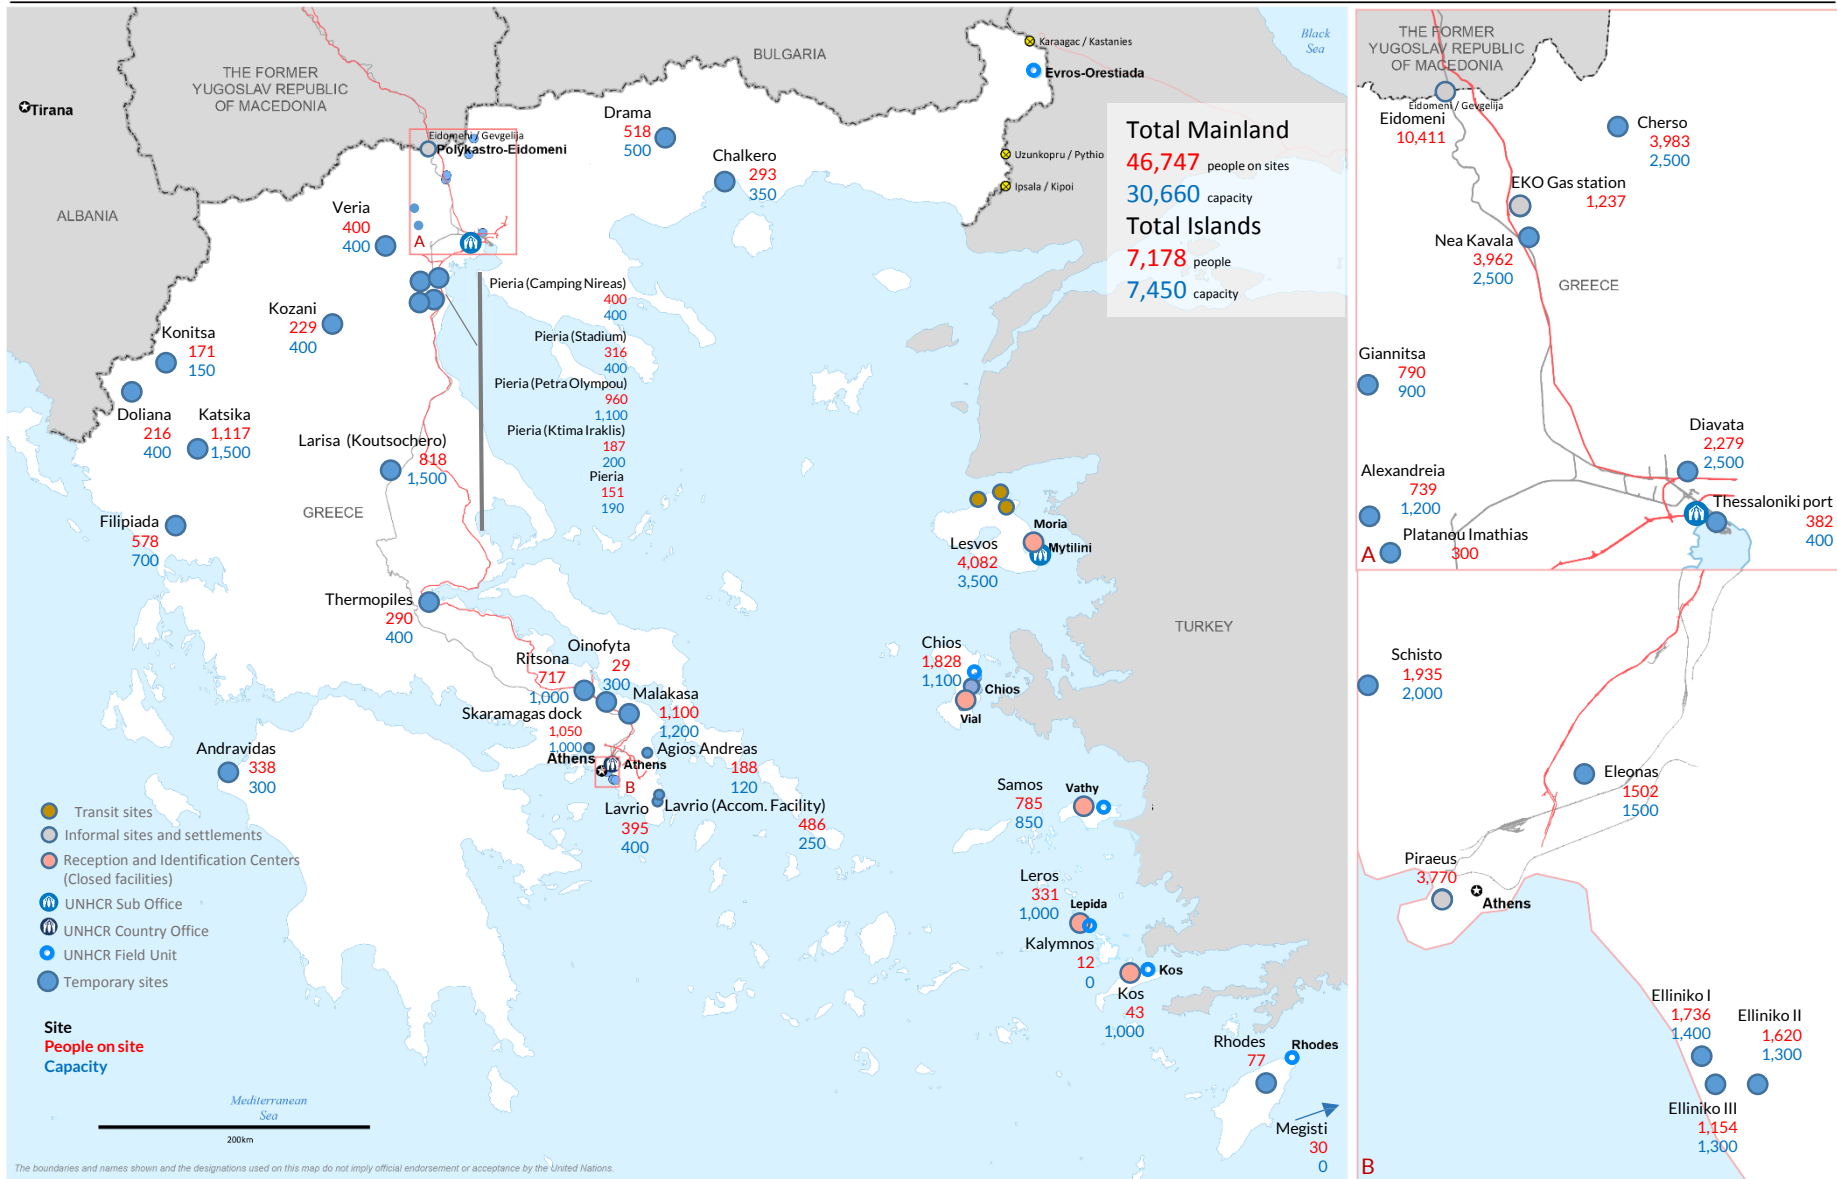 THE FORMER
YUGOSLAV REPUBLIC
OF MACEDONIA
BULGARIA
Black
Sea
Karaagac / Kastanies
Evros-Orestiada
Tirana
ALBANIA
Eidomeni / Gevgelija
Polykastro-Eidomeni
Drama
518
500
Chalkero
293
350
Uzunkopru / Pythio
Ipsala / Kipoi
Total Mainland
46,747 people on sites
30,660 capacity
Total Islands
7,178 people
7,450 capacity
Veria
400
400
A
Kozani
229
400
Konitsa
171
150
Doliana
216
400
Katsika
1,117
1,500
Pieria (Camping Nireas)
400
400
Pieria (Stadium)
316
400
Pieria (Petra Olympou)
960
1,100
Pieria (Ktima Iraklis)
187
200
Pieria
151
190
Larisa (Koutsochero)
818
1,500
GREECE
Filipiada
578
700
Thermopiles
290
400
Oinofyta
29
300
Ritsona
717
1,000
Malakasa
1,100
1,200
Skaramagas dock
1,050
1,000
Athens
Athens
B
Agios Andreas
188
120
Lavrio
395
400
Lavrio (Accom. Facility)
486
250
Andravidas
338
300
Moria
Mytilini
Lesvos
4,082
3,500
TURKEY
Chios
1,828
1,100
Chios
Vial
Samos
785
850
Vathy
s
Leros
331
1,000
Lepida
Kalymnos
12
0
Kos
Kos
43
1,000
Rhodes
77
Rhodes
Megisti
30
0
Transit sites
Informal sites and settlements
Reception and Identification Centers
(Closed facilities)
UNHCR Sub Office
UNHCR Country Office
UNHCR Field Unit
Temporary sites
Site
People on site
Capacity
Mediterranean
Sea
200km
The boundaries and names shown and the designations used on this map do not imply official endorsement or acceptance by the United Nations.
THE FORMER
YUGOSLAV REPUBLIC
OF MACEDONIA
Eidomeni / Gevgelija
Eidomeni
10,411
Cherso
3,983
2,500
EKO Gas station
1,237
Nea Kavala
3,962
2,500
GREECE
Giannitsa
790
900
Diavata
2,279
2,500
Alexandreia
739
1,200
Thessaloniki port
382
400
Platanou Imathias
300
A
Schisto
1,935
2,000
Eleonas
1502
1500
Piraeus
3,770
Athens
Elliniko I
1,736
1,400
Elliniko II
1,620
1,300
Elliniko III
1,154
1,300
B